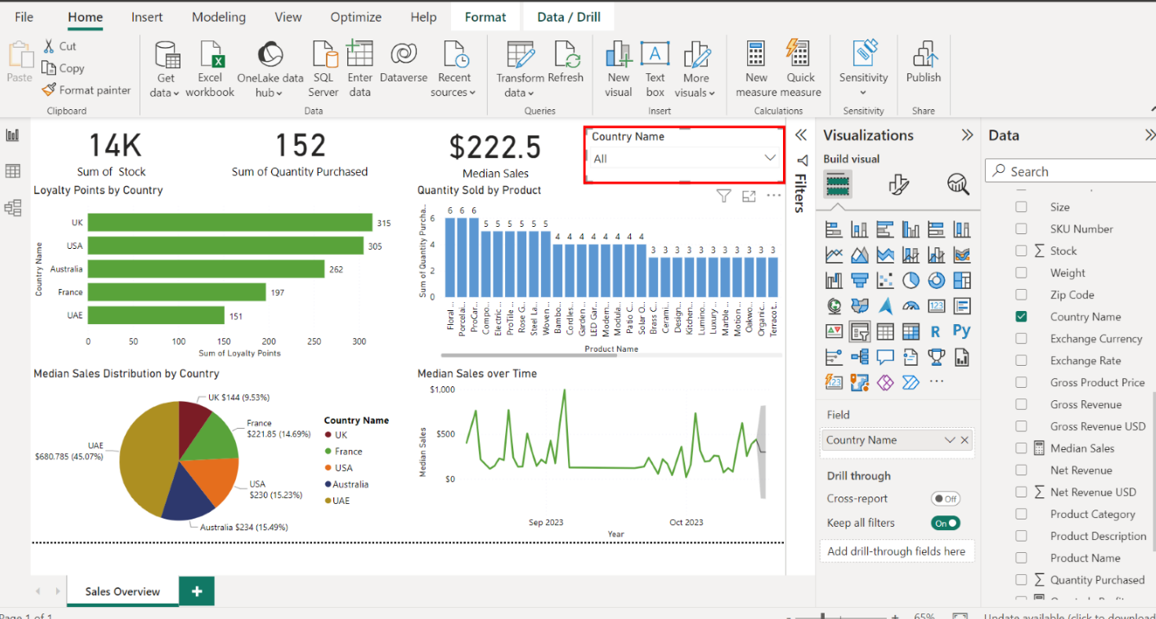 File Home Insert Modeling View Optimize Help Format Data / Drill
Paste
Cut
Copy
Format painter
Clipboard
Get data
Excel workbook
OneLake data hub
SQL Server
Enter data
Dataverse
Recent sources
Data
Transform data
Refresh
Queries
New visual
Text box
More visuals
Insert
New measure
Quick measure
Calculations
Sensitivity
Sensitivity
Publish
Share
14K
Sum of Stock
152
Sum of Quantity Purchased
$222.5
Median Sales
Country Name
All
Loyalty Points by Country
Country Name
UK 315
USA 305
Australia 262
France 197
UAE 151
0 50 100 150 200 250 300
Sum of Loyalty Points
Quantity Sold by Product
Sum of Quantity Purcha...
6
4
2
0
6 6 6 5 5 5 5 5 5 4 4 4 4 4 4 4 4 3 3 3 3 3 3 3 3 3 3 3
Floral ...
Porcelai...
ProCar...
Compo...
Electric ...
ProTile ...
Rose G...
Steel La...
Woven ...
Bambo...
Cordles...
Garden ...
LED Gar...
Modern...
Modula...
Patio C...
Solar O...
Brass C...
Cerami...
Design...
Kitchen...
Lumino...
Luxury ...
Marble ...
Motion ...
Oakwo...
Organic...
Terracot...
Product Name
Median Sales Distribution by Country
UK $144 (9.53%)
France
$221.85 (14.69%)
USA
$230 (15.23%)
Australia $234 (15.49%)
UAE
$680.785 (45.07%)
Country Name
UK
France
USA
Australia
UAE
Median Sales over Time
Median Sales
$1,000
$500
$0
Sep 2023 Oct 2023
Year
Sales Overview
+
Page 1 of 1
65%
Update available (click to download
Filters
Visualizations
Build visual
123
R
Py
123
Field
Country Name
Drill through
Cross-report
Off
Keep all filters
On
Add drill-through fields here
Data
Search
Size
SKU Number
Stock
Weight
Zip Code
Country Name
Exchange Currency
Exchange Rate
Gross Product Price
Gross Revenue
Gross Revenue USD
Median Sales
Net Revenue
Net Revenue USD
Product Category
Product Description
Product Name
Quantity Purchased